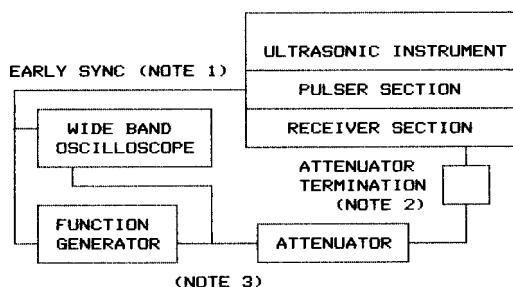 ULTRASONIC INSTRUMENT
EARLY SYNC (NOTE 1)
PULSER SECTION
RECEIVER SECTION
WIDE BAND
OSCILLOSCOPE
ATTENUATOR
TERMINATION
(NOTE 2)
FUNCTION
GENERATOR
ATTENUATOR
(NOTE 3)